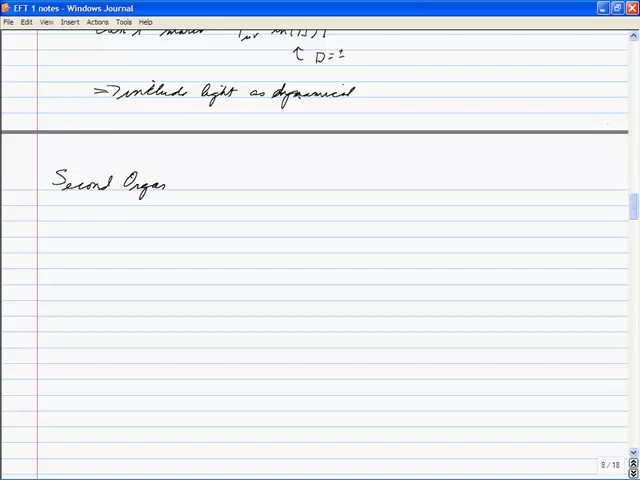 EFT 1 notes - Windows Journal
File Edit View Insert Actions Tools Help
D=±
=> include light as dynamical
Second Organ
8 / 18